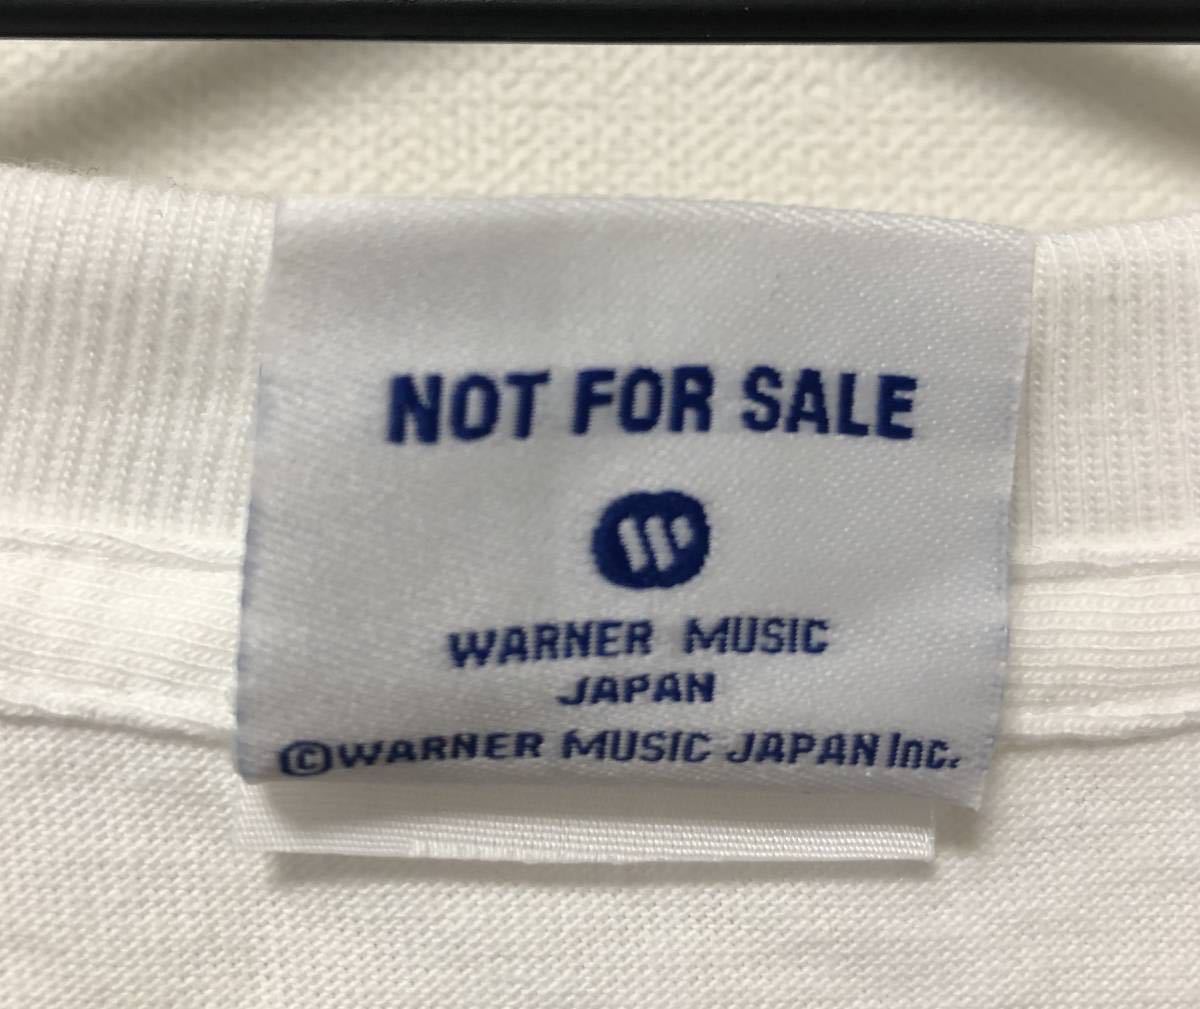 NOT FOR SALE
WARNER MUSIC
JAPAN
©WARNER MUSIC JAPAN Inc.